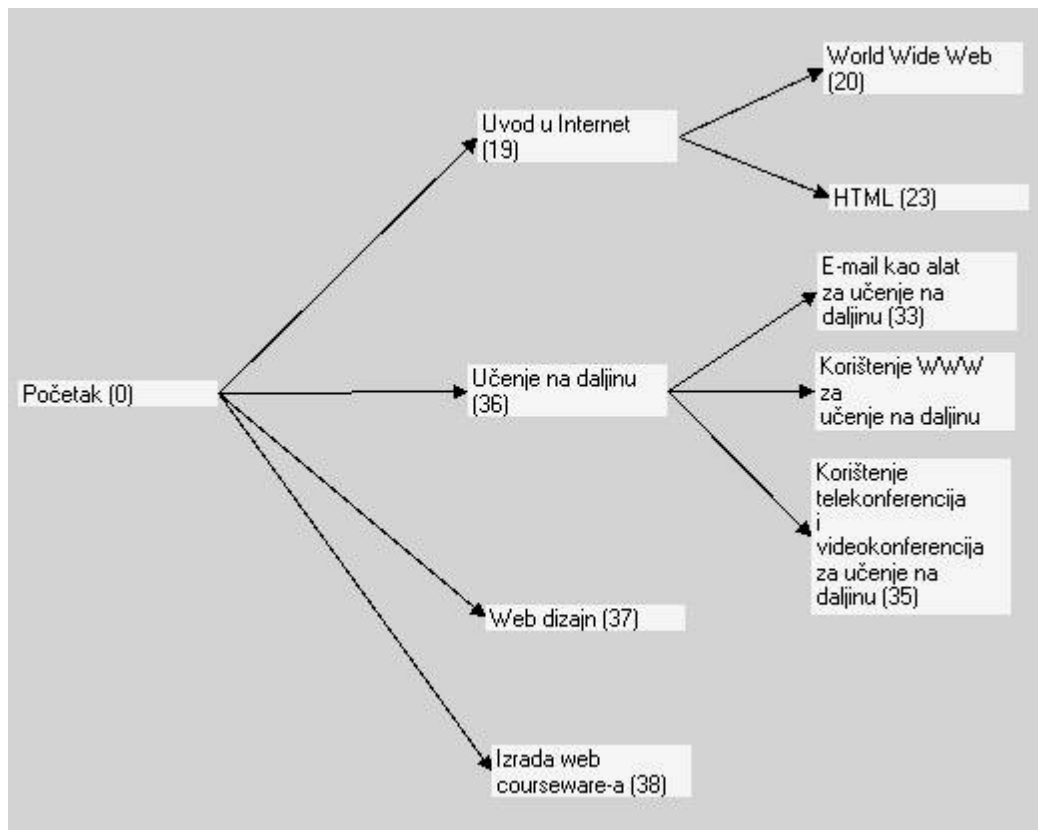 Početak (0)
Uvod u Internet
(19)
World Wide Web
(20)
HTML (23)
Učenje na daljinu
(36)
E-mail kao alat
za učenje na
daljinu (33)
Korištenje WWW
za
učenje na daljinu
Korištenje
telekonferencija
i
videokonferencija
za učenje na
daljinu (35)
Web dizajn (37)
Izrada web
courseware-a (38)